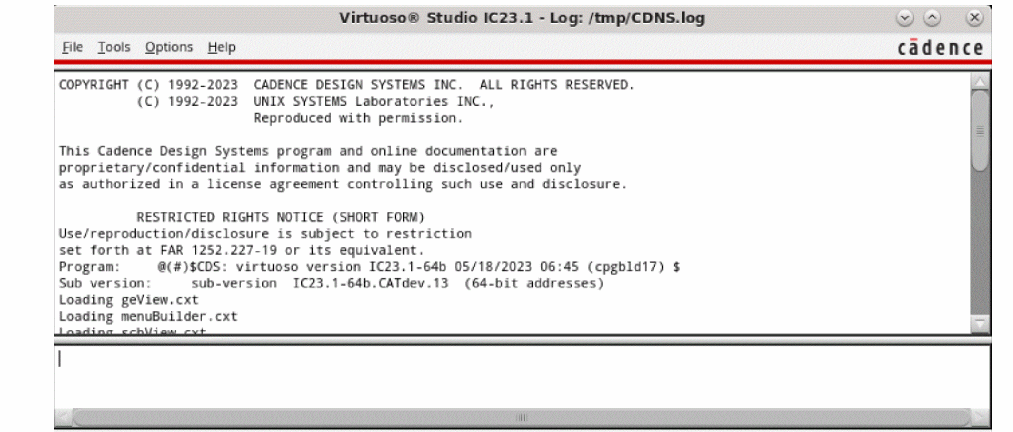 Virtuoso® Studio IC23.1 - Log: /tmp/CDNS.log
File Tools Options Help
cādence
COPYRIGHT (C) 1992-2023  CADENCE DESIGN SYSTEMS INC.  ALL RIGHTS RESERVED.
(C) 1992-2023  UNIX SYSTEMS Laboratories INC.,
Reproduced with permission.
This Cadence Design Systems program and online documentation are
proprietary/confidential information and may be disclosed/used only
as authorized in a license agreement controlling such use and disclosure.
RESTRICTED RIGHTS NOTICE (SHORT FORM)
Use/reproduction/disclosure is subject to restriction
set forth at FAR 1252.227-19 or its equivalent.
Program:     @(#)$CDS: virtuoso version IC23.1-64b 05/18/2023 06:45 (cpgbld17) $
Sub version:     sub-version  IC23.1-64b.CATdev.13  (64-bit addresses)
Loading geView.cxt
Loading menuBuilder.cxt
Loading schView.cxt